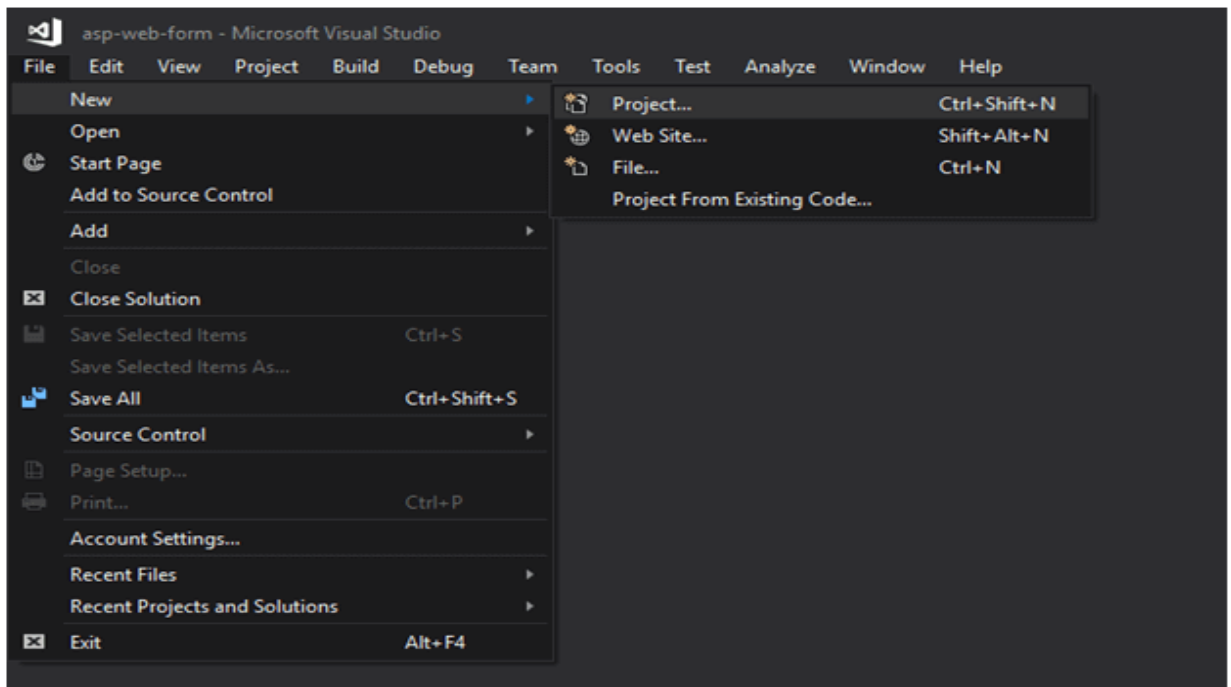 asp-web-form - Microsoft Visual Studio
File Edit View Project Build Debug Team Tools Test Analyze Window Help
New
Open
Start Page
Add to Source Control
Add
Close
Close Solution
Save Selected Items Ctrl+S
Save Selected Items As...
Save All Ctrl+Shift+S
Source Control
Page Setup...
Print... Ctrl+P
Account Settings...
Recent Files
Recent Projects and Solutions
Exit Alt+F4
Project... Ctrl+Shift+N
Web Site... Shift+Alt+N
File... Ctrl+N
Project From Existing Code...